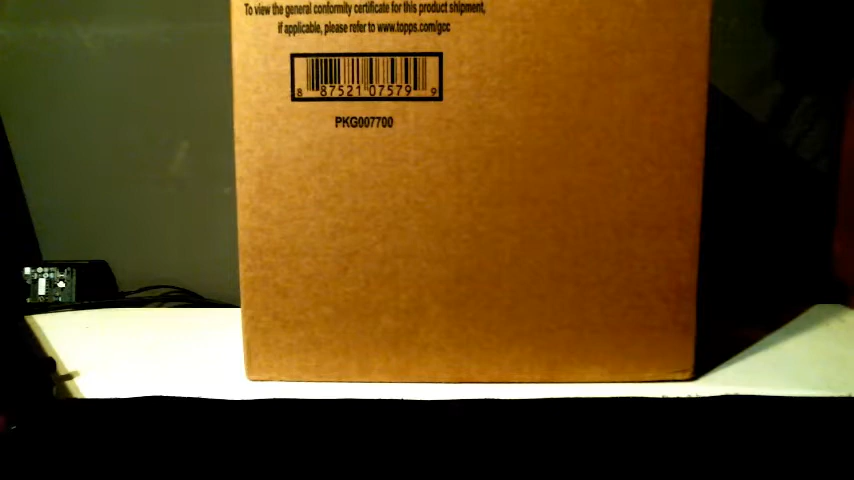 To view the general conformity certificate for this product shipment,
if applicable, please refer to www.topps.com/gcc
8 87521 07579 9
PKG007700